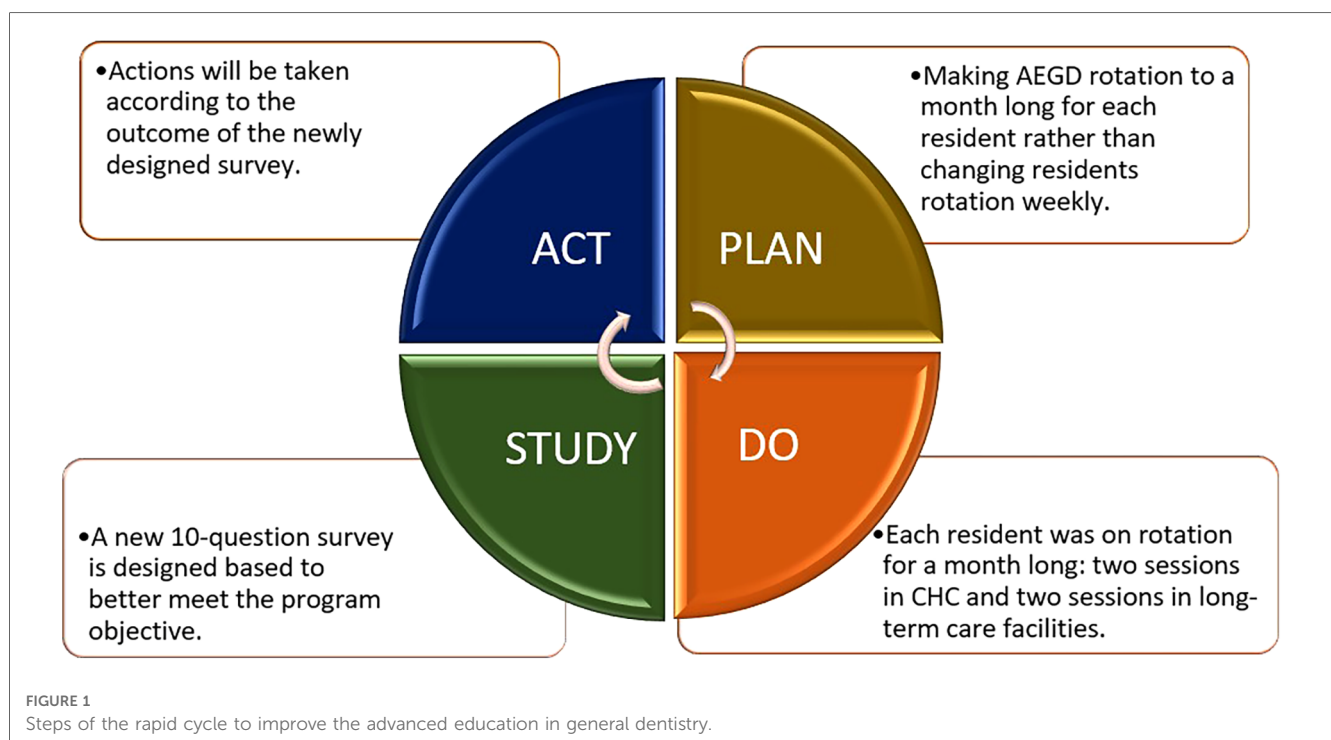 •Actions will be taken
according to the
outcome of the newly
designed survey.
•Making AEGD rotation to a
month long for each
resident rather than
changing residents
rotation weekly.
ACT
PLAN
STUDY
DO
•A new 10-question survey
is designed based to
better meet the program
objective.
•Each resident was on rotation
for a month long: two sessions
in CHC and two sessions in long-
term care facilities.
FIGURE 1
Steps of the rapid cycle to improve the advanced education in general dentistry.